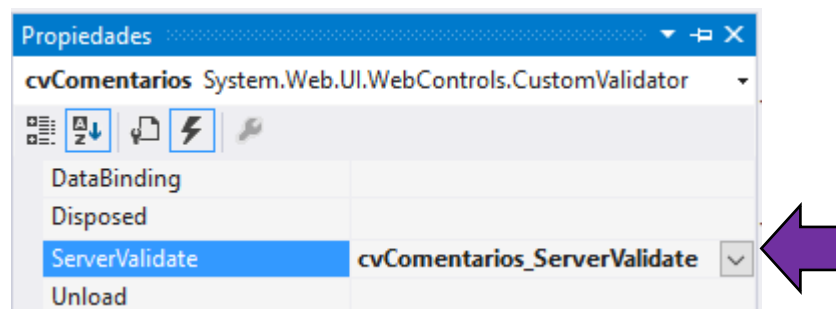 Propiedades
cvComentarios System.Web.UI.WebControls.CustomValidator
DataBinding
Disposed
ServerValidate cvComentarios_ServerValidate
Unload